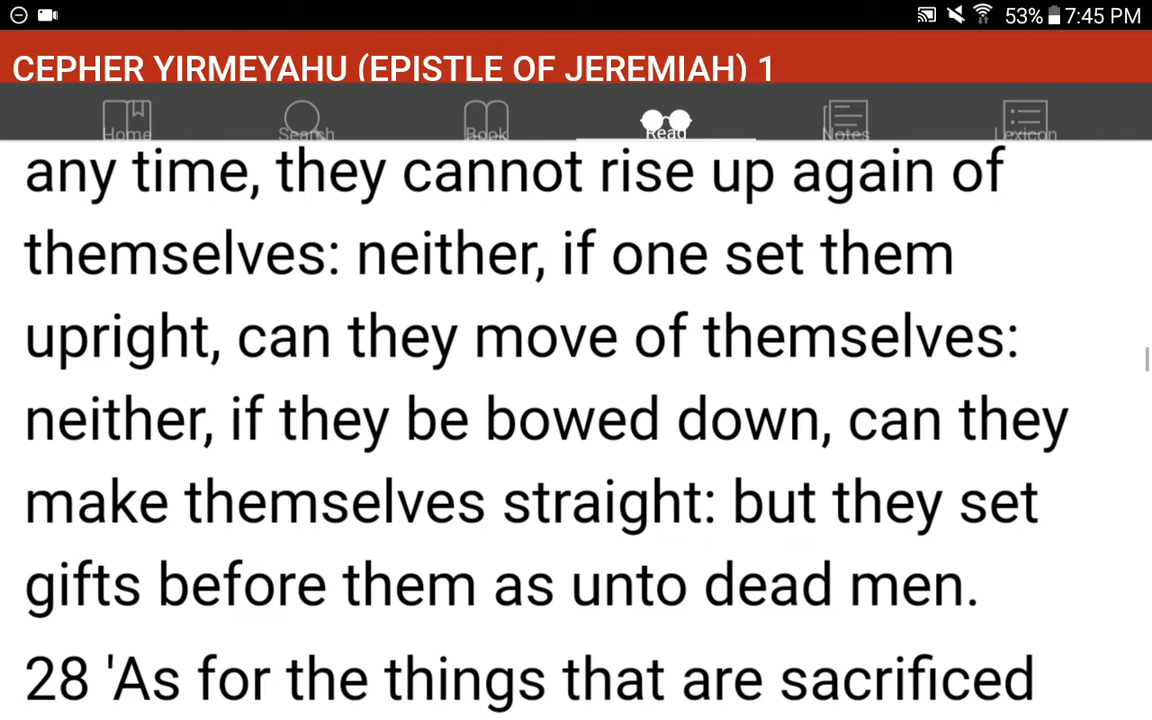 53% 7:45 PM
CEPHER YIRMEYAHU (EPISTLE OF JEREMIAH) 1
Home Search Book Read Notes Lexicon
any time, they cannot rise up again of
themselves: neither, if one set them
upright, can they move of themselves:
neither, if they be bowed down, can they
make themselves straight: but they set
gifts before them as unto dead men.
28 'As for the things that are sacrificed